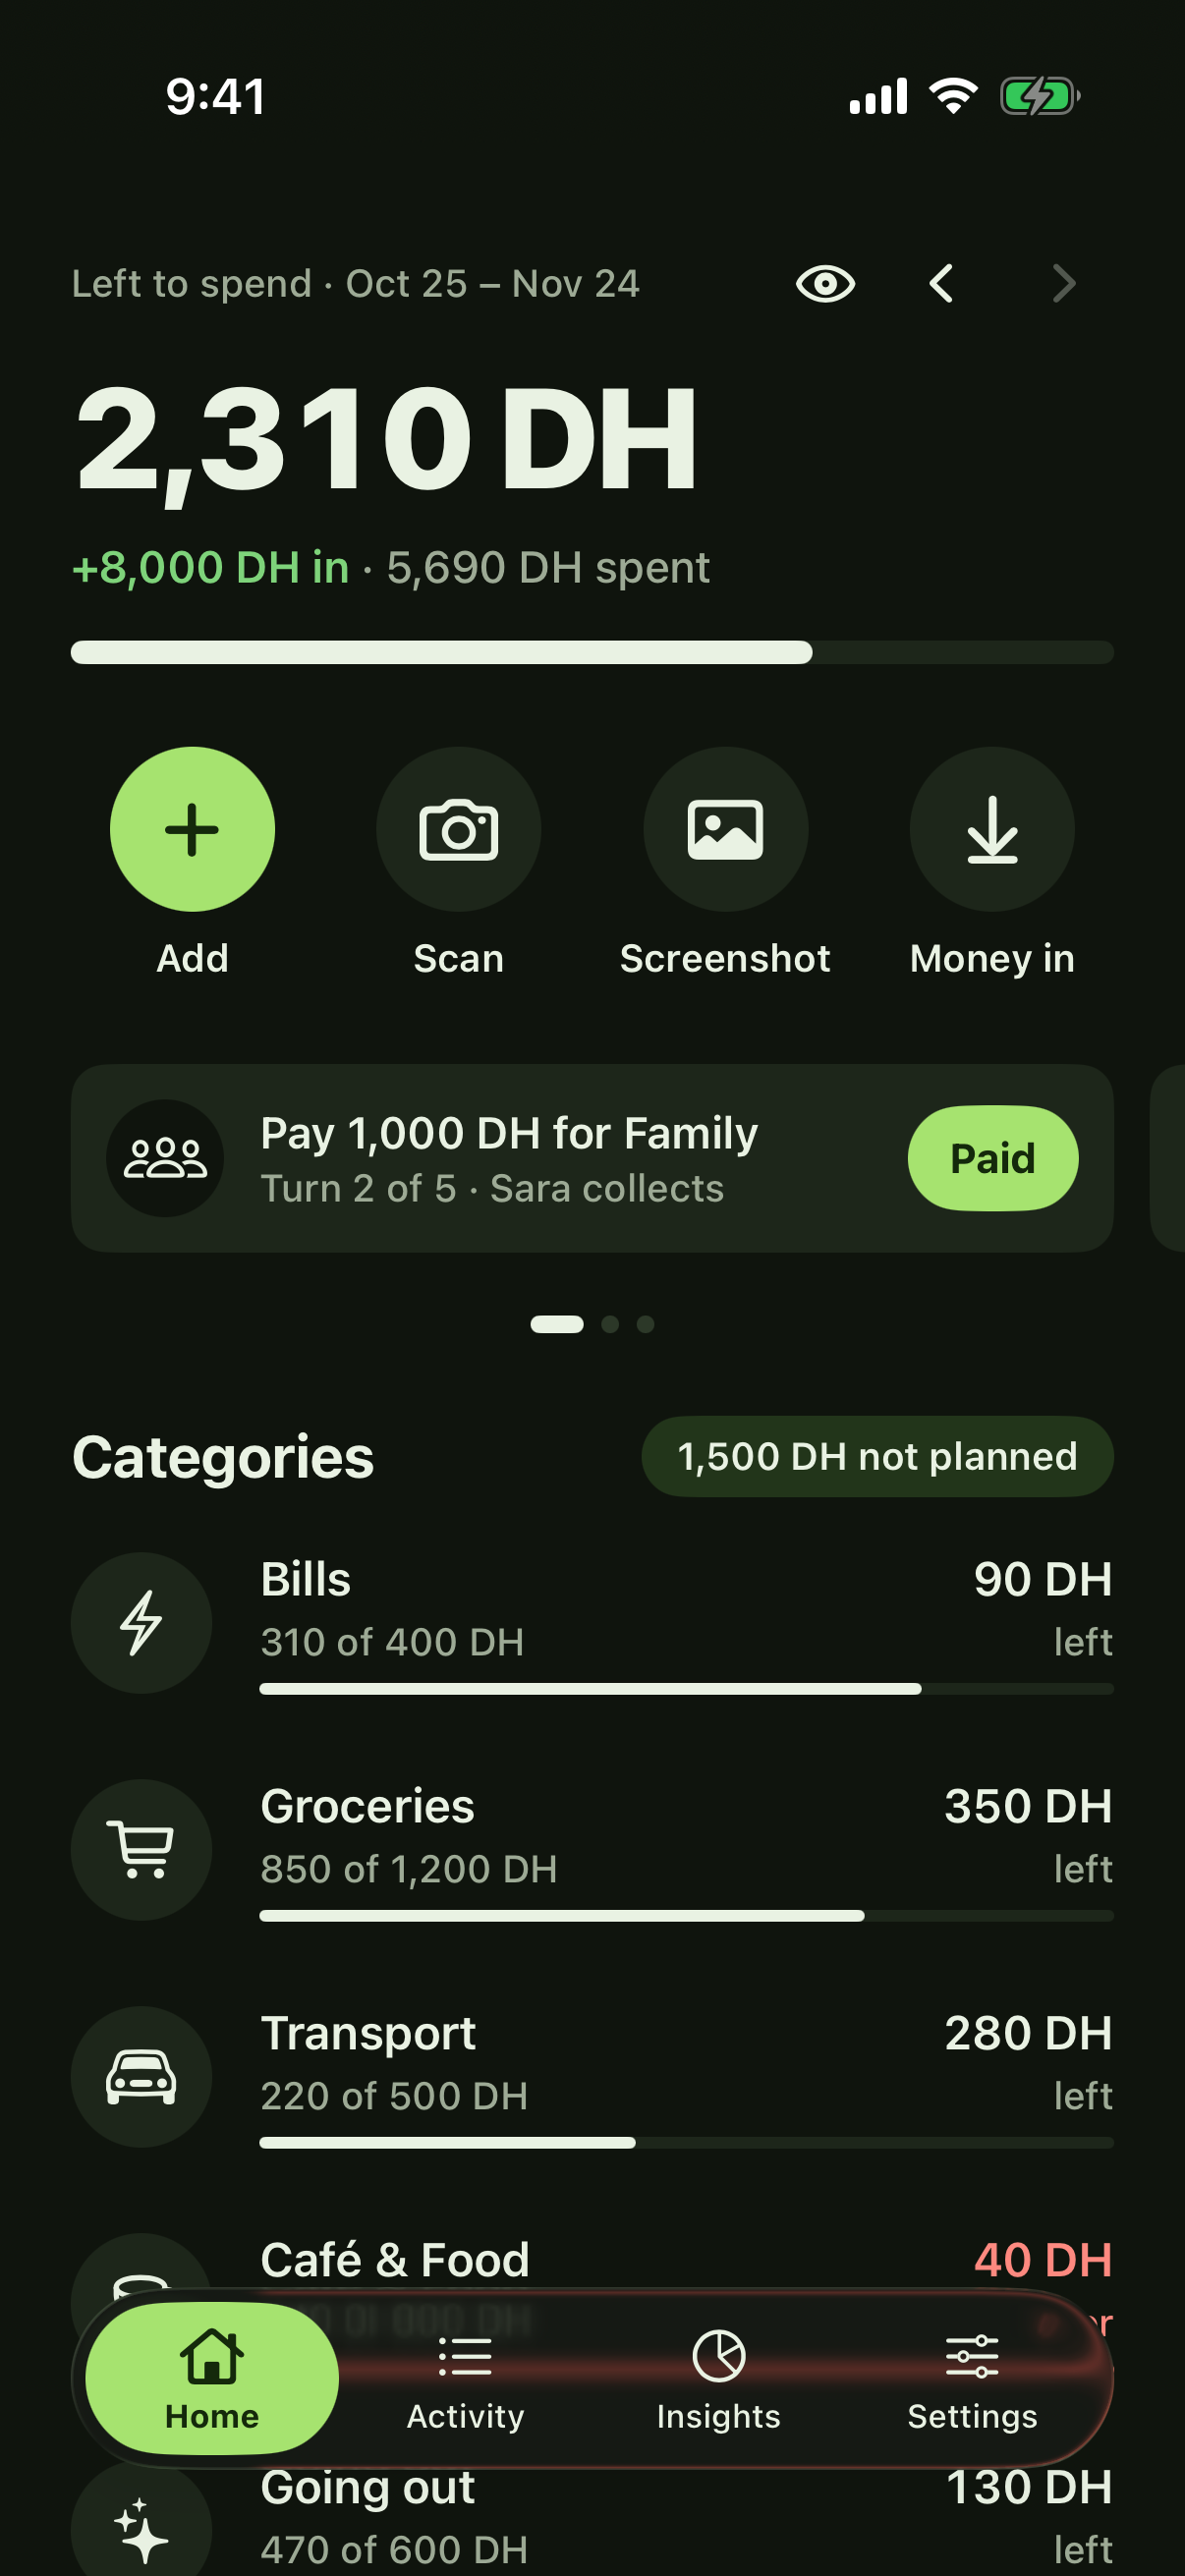 9:41
Left to spend · Oct 25 – Nov 24
2,310 DH
+8,000 DH in · 5,690 DH spent
Add
Scan
Screenshot
Money in
Pay 1,000 DH for Family
Turn 2 of 5 · Sara collects
Paid
Categories
1,500 DH not planned
Bills
90 DH
310 of 400 DH
left
Groceries
350 DH
850 of 1,200 DH
left
Transport
280 DH
220 of 500 DH
left
Café & Food
40 DH
Home
Activity
Insights
Settings
Going out
130 DH
470 of 600 DH
left